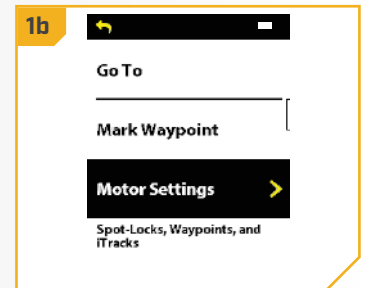 1b
Go To
Mark Waypoint
Motor Settings
Spot-Locks, Waypoints, and
iTracks